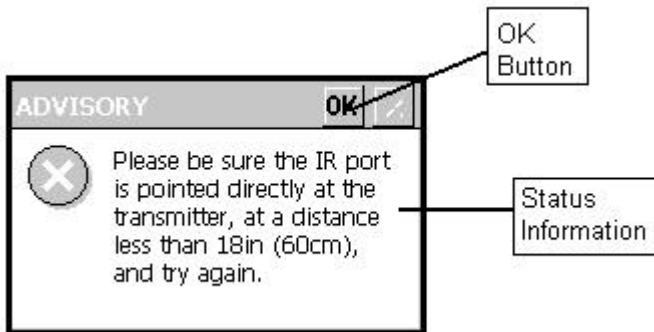 OK
Button
ADVISORY OK
Please be sure the IR port
is pointed directly at the
transmitter, at a distance
less than 18in (60cm),
and try again.
Status
Information